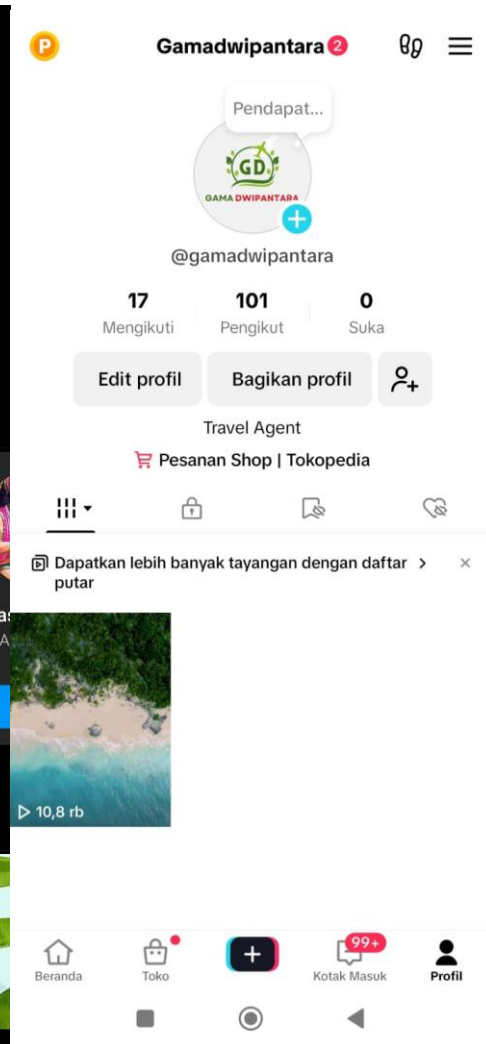 P
Gamadwipantara 2
Pendapat...
GD
GAMA DWIPANTARA
@gamadwipantara
17 101 0
Mengikuti Pengikut Suka
Edit profil Bagikan profil
Travel Agent
Pesanan Shop | Tokopedia
Dapatkan lebih banyak tayangan dengan daftar
putar
10,8 rb
99+
Beranda Toko Kotak Masuk Profil